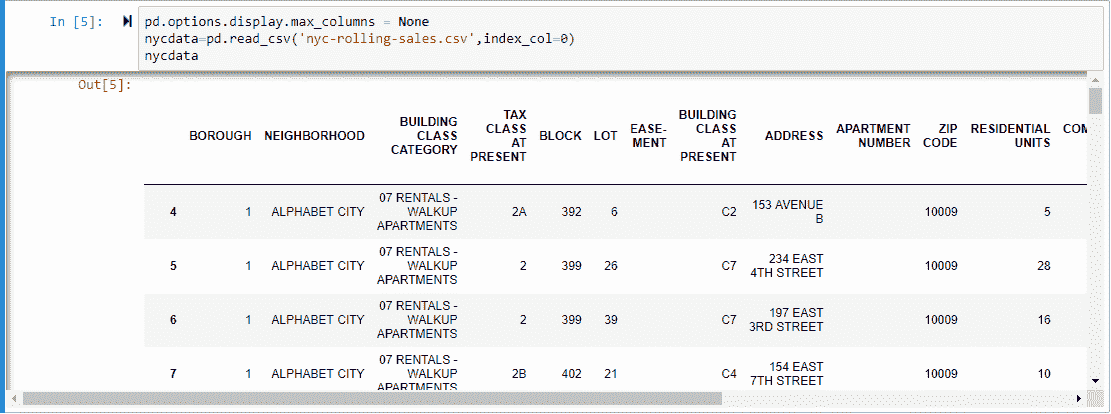 In [5]:
pd.options.display.max_columns = None
nycdata=pd.read_csv('nyc-rolling-sales.csv',index_col=0)
nycdata
Out[5]:
BOROUGH NEIGHBORHOOD BUILDING CLASS CATEGORY TAX CLASS AT PRESENT BLOCK LOT EASE-MENT BUILDING CLASS AT PRESENT ADDRESS APARTMENT NUMBER ZIP CODE RESIDENTIAL UNITS COM
4 1 ALPHABET CITY 07 RENTALS - WALKUP APARTMENTS 2A 392 6 C2 153 AVENUE B 10009 5
5 1 ALPHABET CITY 07 RENTALS - WALKUP APARTMENTS 2 399 26 C7 234 EAST 4TH STREET 10009 28
6 1 ALPHABET CITY 07 RENTALS - WALKUP APARTMENTS 2 399 39 C7 197 EAST 3RD STREET 10009 16
7 1 ALPHABET CITY 07 RENTALS - WALKUP APARTMENTS 2B 402 21 C4 154 EAST 7TH STREET 10009 10